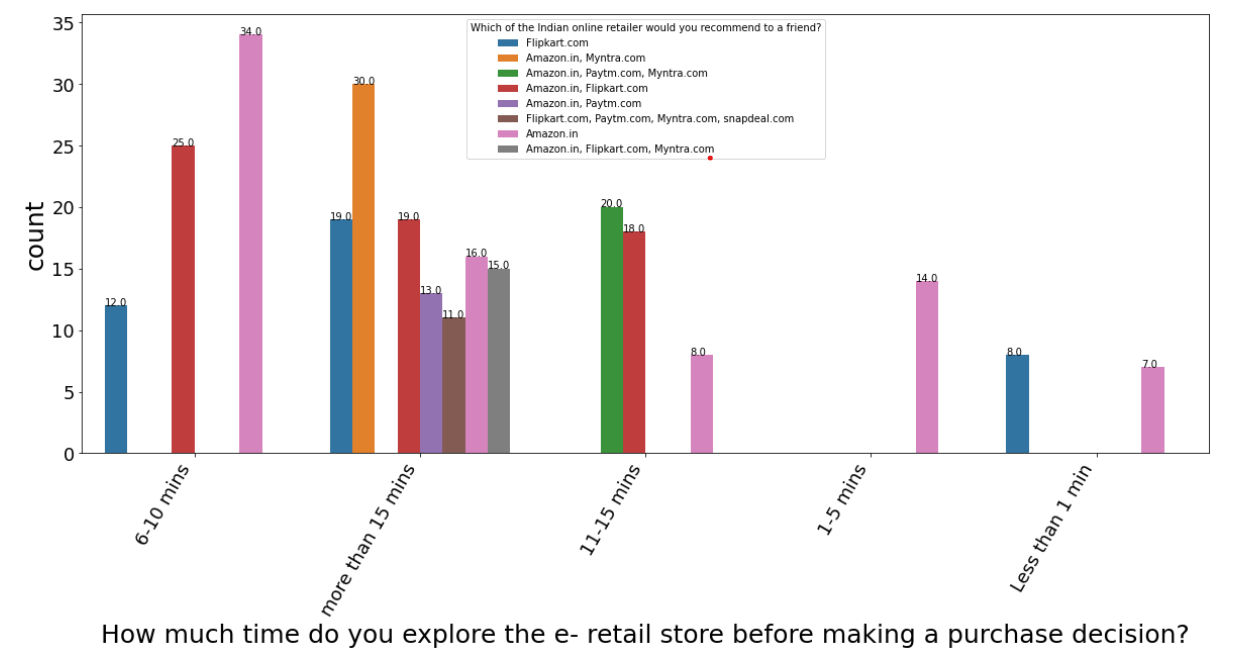 35
30
25
20
15
10
5
0
count
Which of the Indian online retailer would you recommend to a friend?
Flipkart.com
Amazon.in, Myntra.com
Amazon.in, Paytm.com, Myntra.com
Amazon.in, Flipkart.com
Amazon.in, Paytm.com
Flipkart.com, Paytm.com, Myntra.com, snapdeal.com
Amazon.in
Amazon.in, Flipkart.com, Myntra.com
12.0
25.0
34.0
19.0
30.0
19.0
13.0
11.0
16.0
15.0
20.0
18.0
8.0
14.0
8.0
7.0
6-10 mins
more than 15 mins
11-15 mins
1-5 mins
Less than 1 min
How much time do you explore the e- retail store before making a purchase decision?